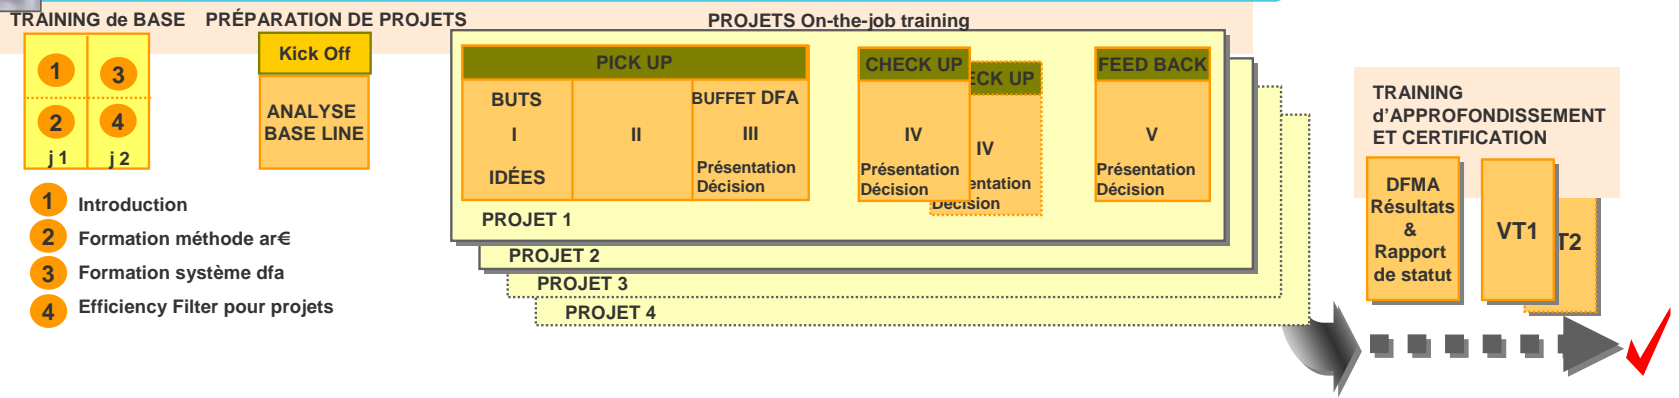 TRAINING de BASE
PRÉPARATION DE PROJETS
PROJETS On-the-job training
1
3
2
4
j 1
j 2
Kick Off
ANALYSE
BASE LINE
1 Introduction
2 Formation méthode ar€
3 Formation système dfa
4 Efficiency Filter pour projets
PICK UP
BUTS
I
IDÉES
II
BUFFET DFA
III
Présentation
Décision
CHECK UP
IV
Présentation
Décision
ECK UP
IV
entation
Décision
FEED BACK
V
Présentation
Décision
PROJET 1
PROJET 2
PROJET 3
PROJET 4
TRAINING
d'APPROFONDISSEMENT
ET CERTIFICATION
DFMA
Résultats
&
Rapport
de statut
VT1
T2